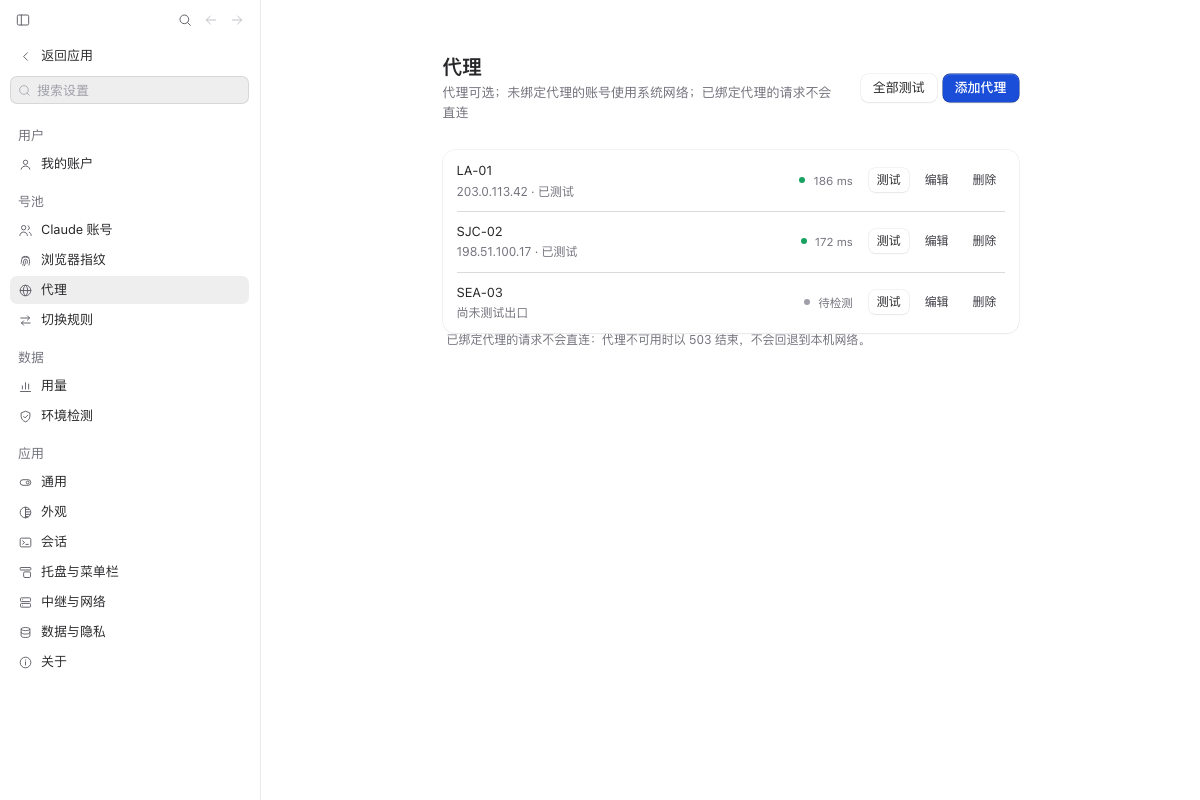 返回应用
搜索设置
用户
我的账户
号池
Claude 账号
浏览器指纹
代理
切换规则
数据
用量
环境检测
应用
通用
外观
会话
托盘与菜单栏
中继与网络
数据与隐私
关于
代理
代理可选；未绑定代理的账号使用系统网络；已绑定代理的请求不会
直连
全部测试
添加代理
LA-01
203.0.113.42 · 已测试
186 ms
测试
编辑
删除
SJC-02
198.51.100.17 · 已测试
172 ms
测试
编辑
删除
SEA-03
尚未测试出口
待检测
测试
编辑
删除
已绑定代理的请求不会直连：代理不可用时以 503 结束，不会回退到本机网络。